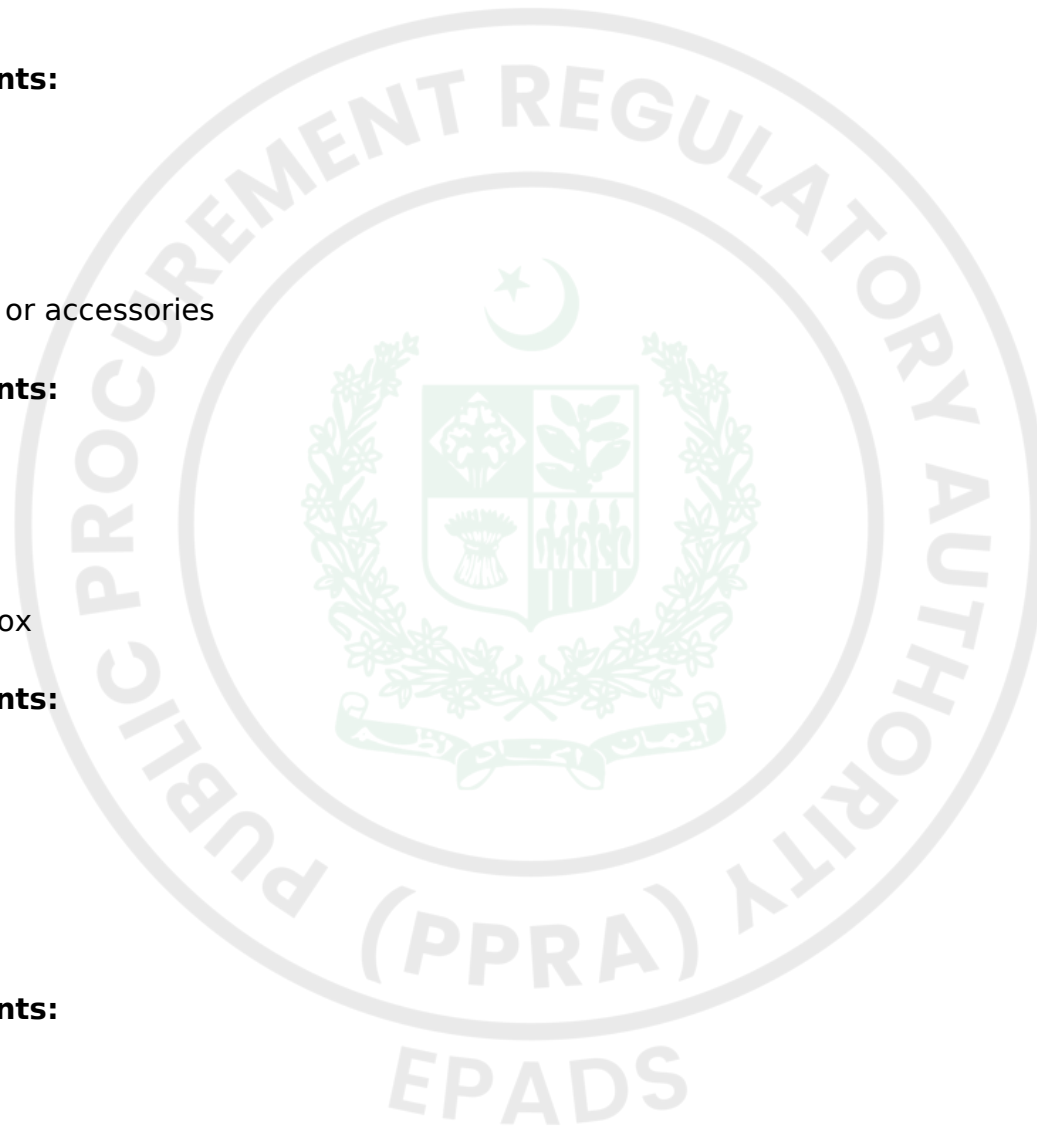 nts:
or accessories
nts:
ox
nts:
nts:
PUBLIC PROCUREMENT REGULATORY AUTHORITY
(PPRA)
EPADS